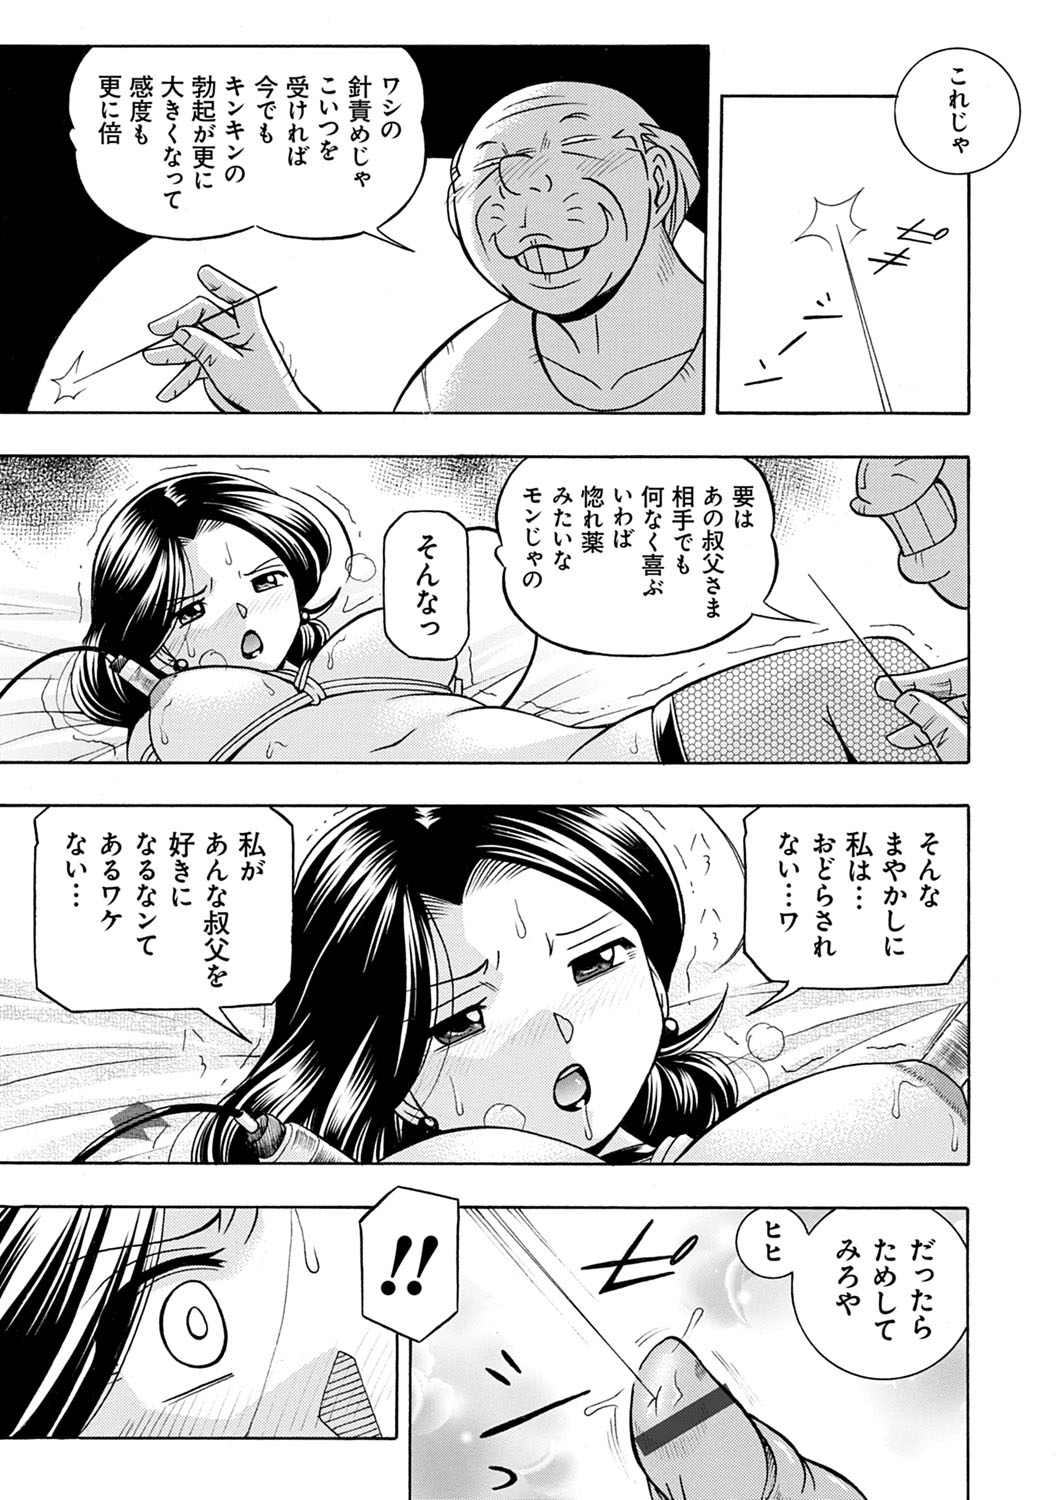 これじゃ
ピキーン
ワシの
針責めじゃ
こいつを
受ければ
今でも
キンキンの
勃起が更に
大きくなって
感度も
更に倍
要は
あの叔父さま
相手でも
何なく喜ぶ
いわば
惚れ薬
みたいな
モンじゃの
そんなっ
そんな
まやかしに
私は…
おどらされ
ない…ワ
私が
あんな叔父を
好きに
なるなンて
あるワケ
ない…
だったら
ためして
みろや
ヒヒ
ピーン
!!